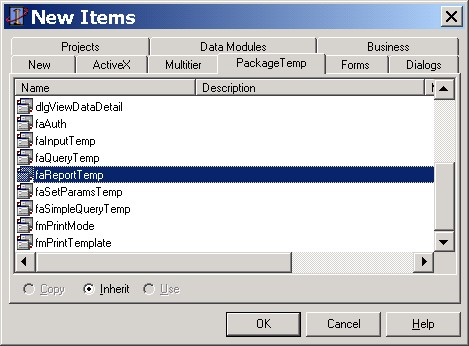 New Items
Projects Data Modules Business
New ActiveX Multitier PackageTemp Forms Dialogs
Name Description
dlgViewDataDetail
faAuth
faInputTemp
faQueryTemp
faReportTemp
faSetParamsTemp
faSimpleQueryTemp
fmPrintMode
fmPrintTemplate
Copy Inherit Use
OK Cancel Help